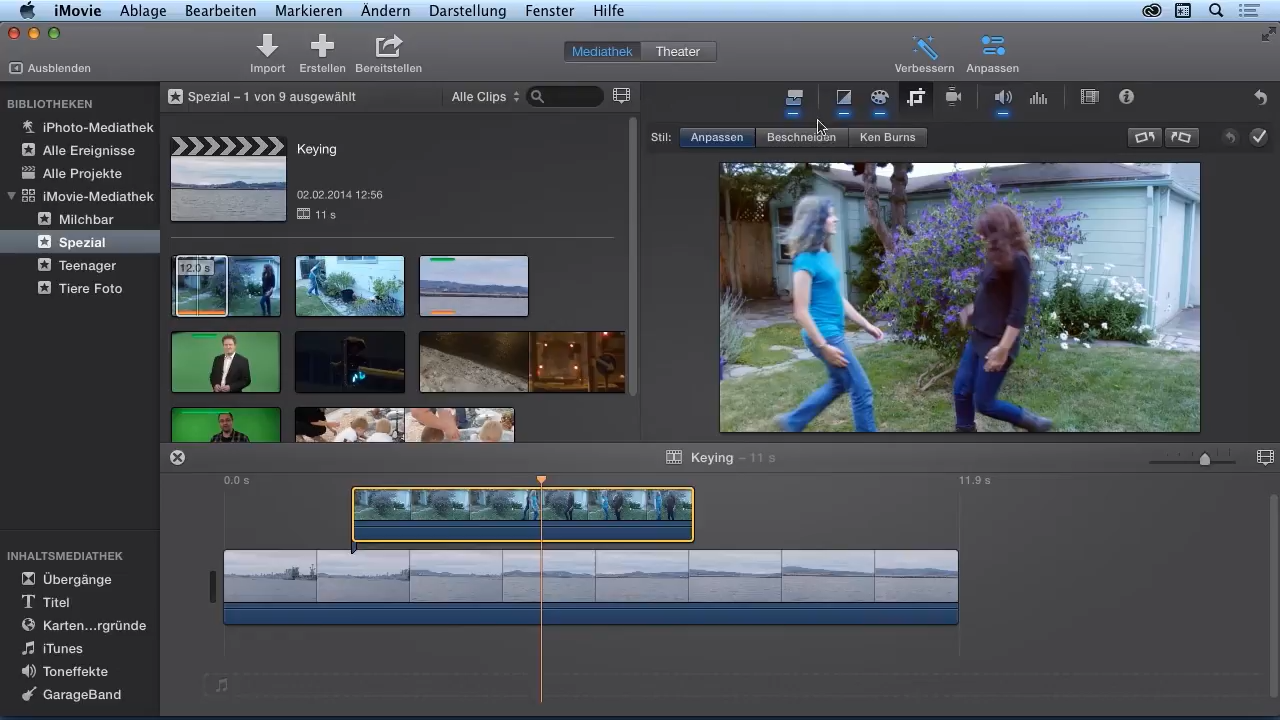 iMovie Ablage Bearbeiten Markieren Ändern Darstellung Fenster Hilfe
Ausblenden
Import
Erstellen
Bereitstellen
Mediathek
Theater
Verbessern
Anpassen
BIBLIOTHEKEN
iPhoto-Mediathek
Alle Ereignisse
Alle Projekte
iMovie-Mediathek
Milchbar
Spezial
Teenager
Tiere Foto
INHALTSMEDIATHEK
Übergänge
Titel
Karten...rgründe
iTunes
Toneffekte
GarageBand
Spezial – 1 von 9 ausgewählt
Alle Clips
Keying
02.02.2014 12:56
11 s
12.0 s
Stil:
Anpassen
Beschneiden
Ken Burns
Keying – 11 s
0.0 s
11.9 s